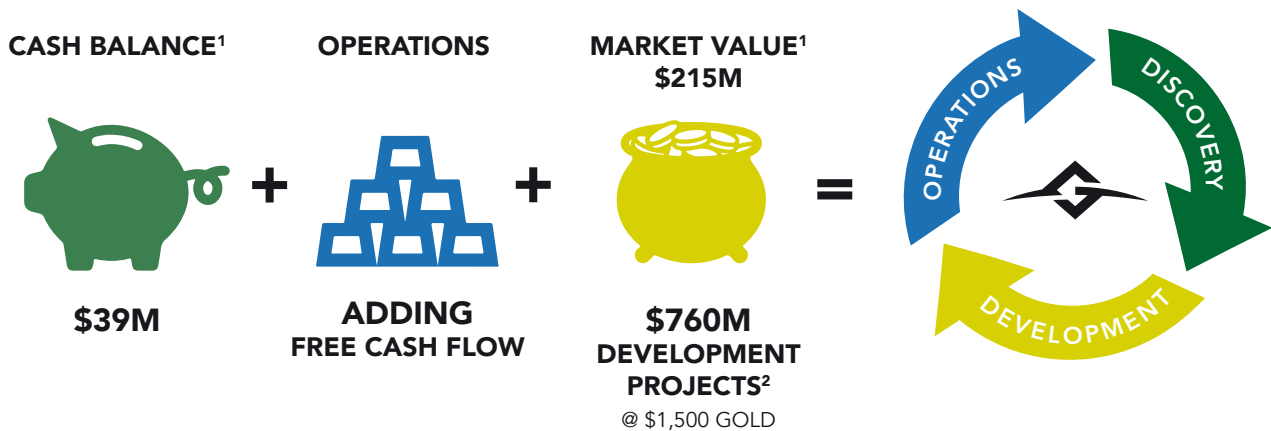 CASH BALANCE¹
$39M
+
OPERATIONS
ADDING
FREE CASH FLOW
+
MARKET VALUE¹
$215M
$760M
DEVELOPMENT
PROJECTS²
@ $1,500 GOLD
=
OPERATIONS
DISCOVERY
DEVELOPMENT